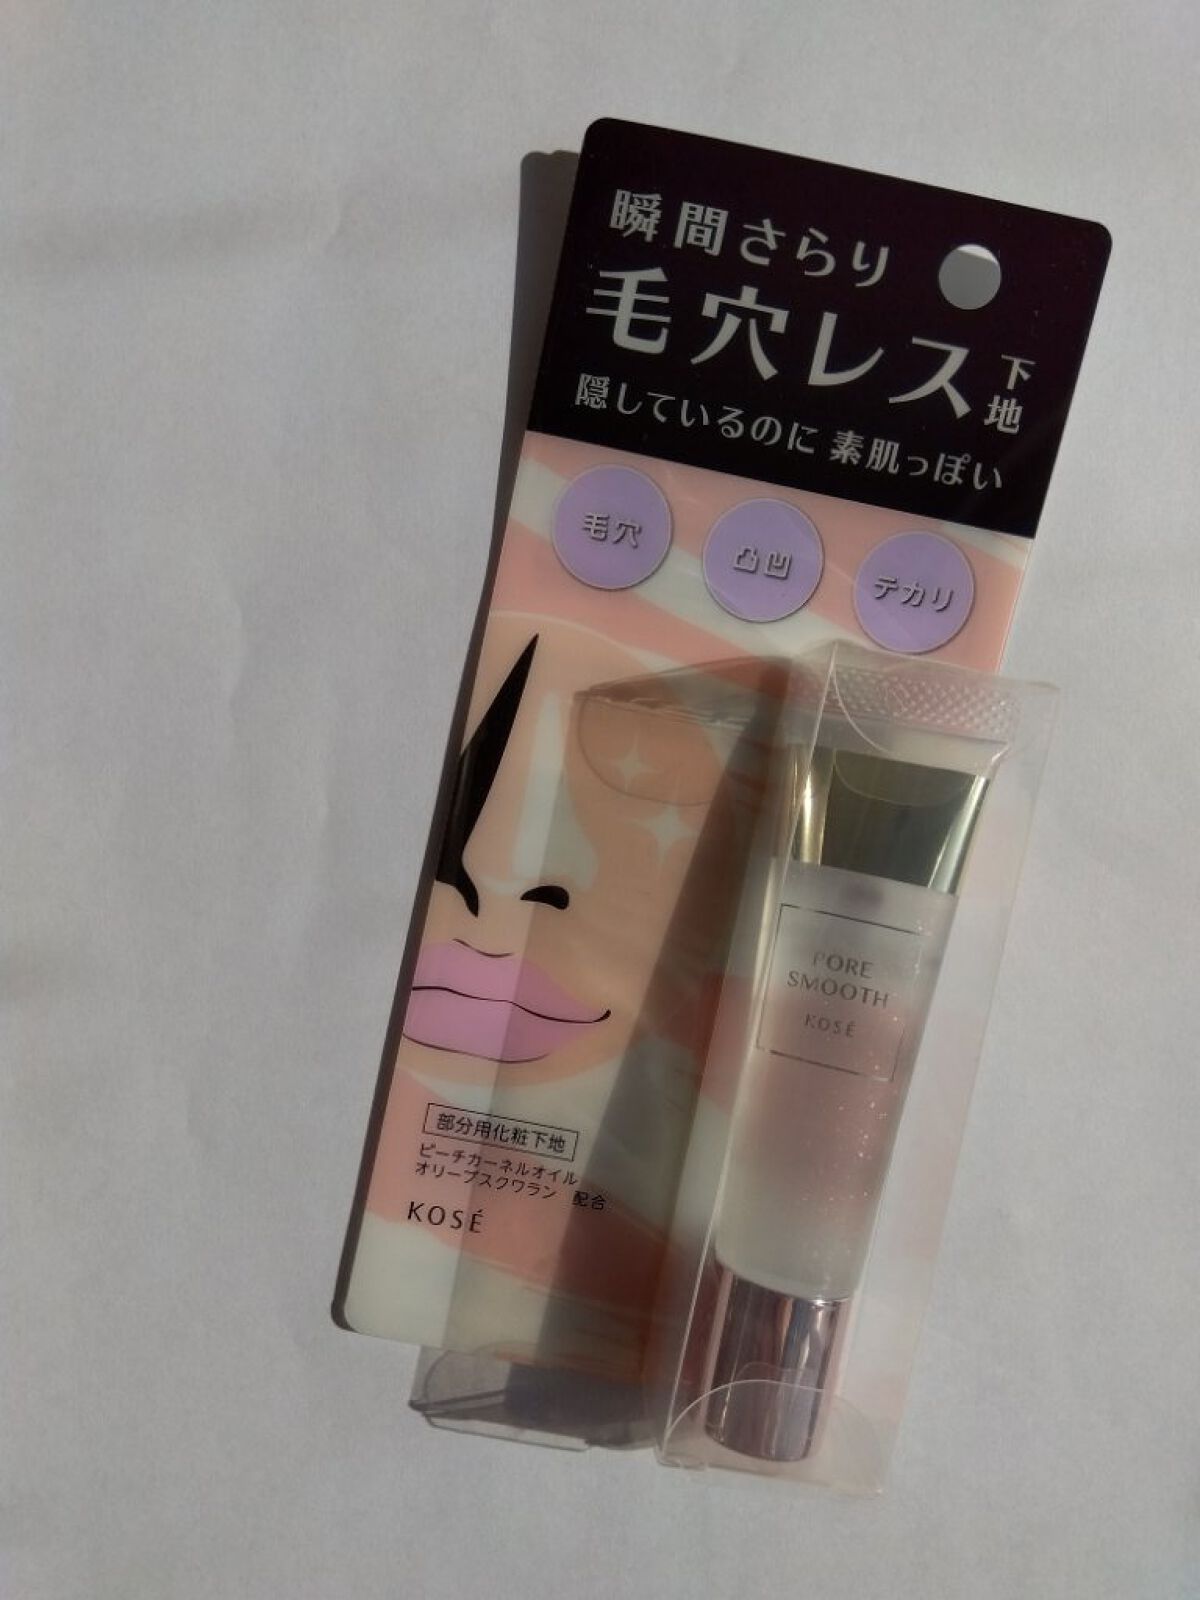 瞬間さらり
毛穴レス下地
隠しているのに 素肌っぽい
毛穴
凸凹
テカリ
部分用化粧下地
ピーチカーネルオイル
オリーブスクワラン 配合
KOSÉ
PORE
SMOOTH
KOSÉ